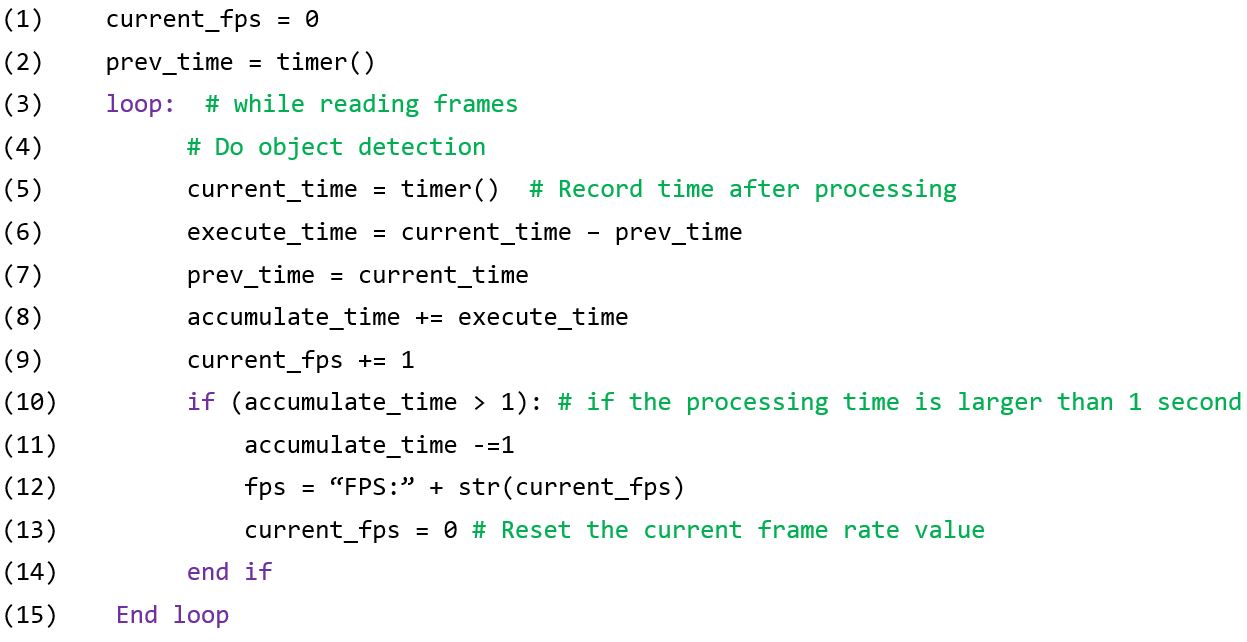 (1) current_fps = 0
(2) prev_time = timer()
(3) loop: # while reading frames
(4) # Do object detection
(5) current_time = timer() # Record time after processing
(6) execute_time = current_time – prev_time
(7) prev_time = current_time
(8) accumulate_time += execute_time
(9) current_fps += 1
(10) if (accumulate_time > 1): # if the processing time is larger than 1 second
(11) accumulate_time -=1
(12) fps = “FPS:” + str(current_fps)
(13) current_fps = 0 # Reset the current frame rate value
(14) end if
(15) End loop